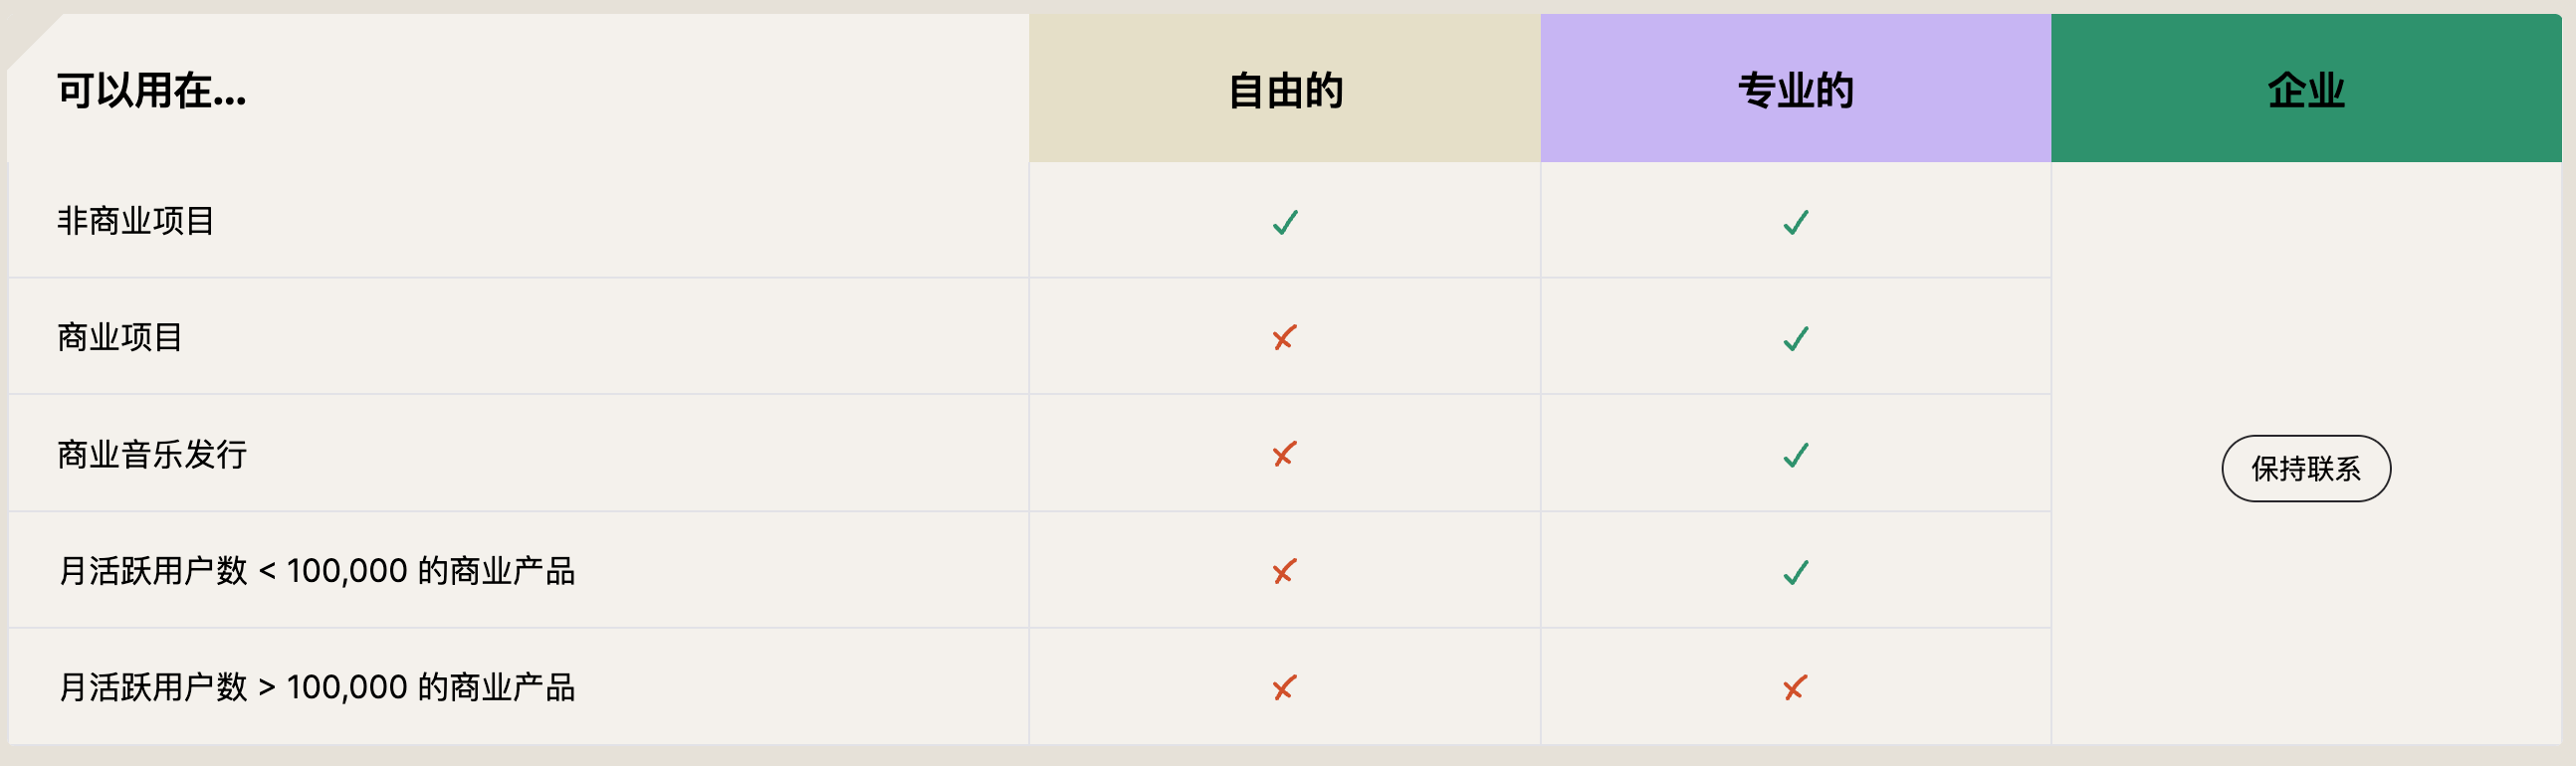 可以用在...
自由的
专业的
企业
非商业项目
商业项目
商业音乐发行
保持联系
月活跃用户数 < 100,000 的商业产品
月活跃用户数 > 100,000 的商业产品